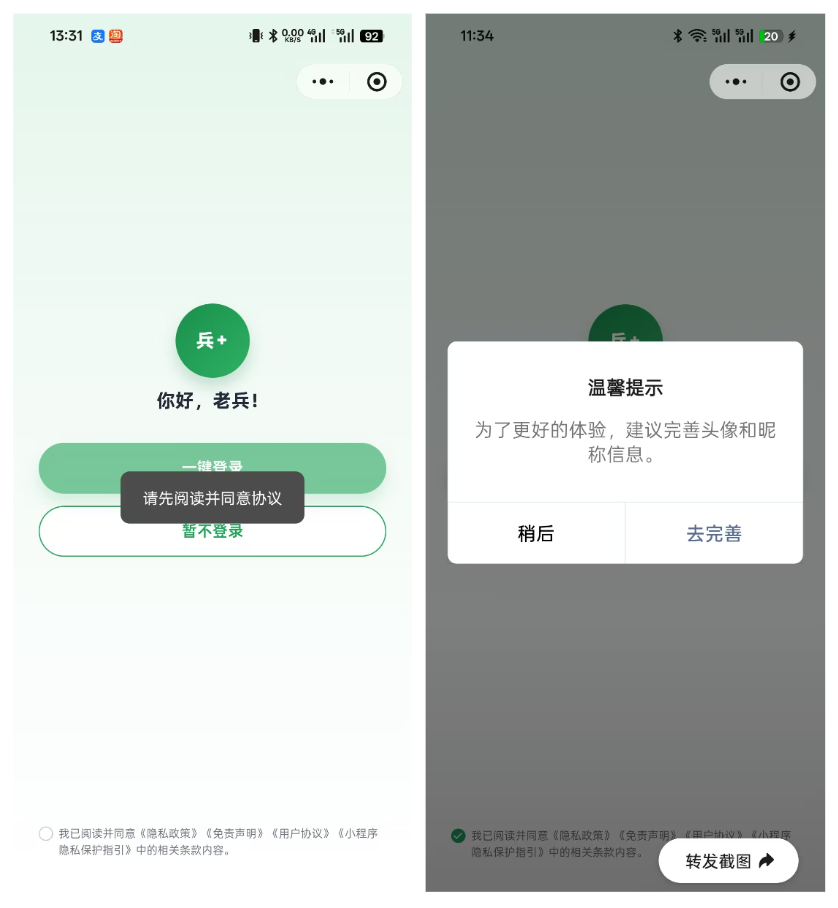 13:31 支 淘 0.00 KB/S 4G 5G 92
兵+
你好，老兵！
一键登录
请先阅读并同意协议
暂不登录
我已阅读并同意《隐私政策》《免责声明》《用户协议》《小程序
隐私保护指引》中的相关条款内容。
11:34 5G 5G 20
兵+
温馨提示
为了更好的体验，建议完善头像和昵
称信息。
稍后 去完善
我已阅读并同意《隐私政策》《免责声明》《用户协议》《小程序
隐私保护指引》中的相关条款内容。
转发截图